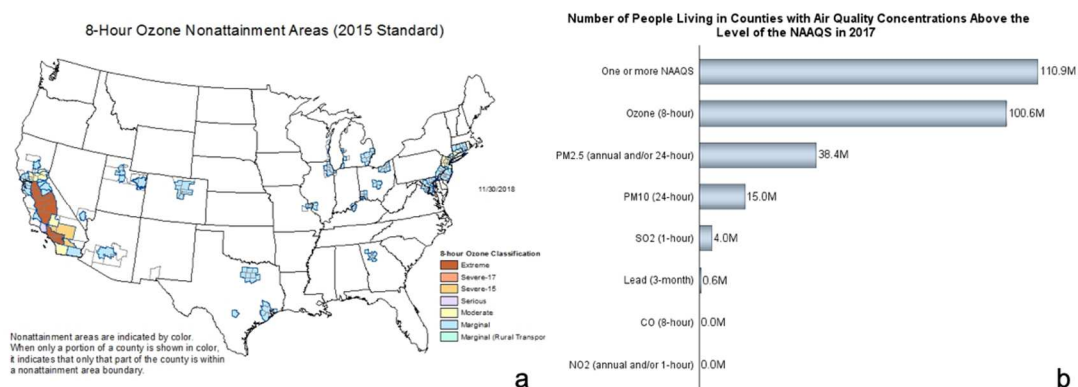 8-Hour Ozone Nonattainment Areas (2015 Standard)
11/30/2018
8-hour Ozone Classification
Extreme
Severe-17
Severe-15
Serious
Moderate
Marginal
Marginal (Rural Transpor
Nonattainment areas are indicated by color.
When only a portion of a county is shown in color,
it indicates that only that part of the county is within
a nonattainment area boundary.
a
Number of People Living in Counties with Air Quality Concentrations Above the
Level of the NAAQS in 2017
One or more NAAQS 110.9M
Ozone (8-hour) 100.6M
PM2.5 (annual and/or 24-hour) 38.4M
PM10 (24-hour) 15.0M
SO2 (1-hour) 4.0M
Lead (3-month) 0.6M
CO (8-hour) 0.0M
NO2 (annual and/or 1-hour) 0.0M
b